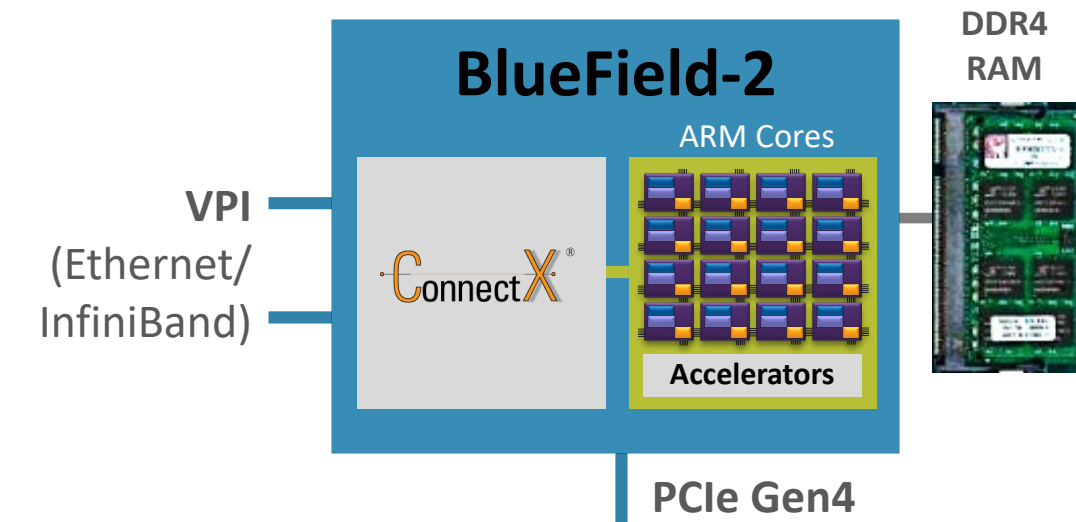 BlueField-2
DDR4
RAM
ARM Cores
VPI
(Ethernet/
InfiniBand)
ConnectX®
Accelerators
PCIe Gen4